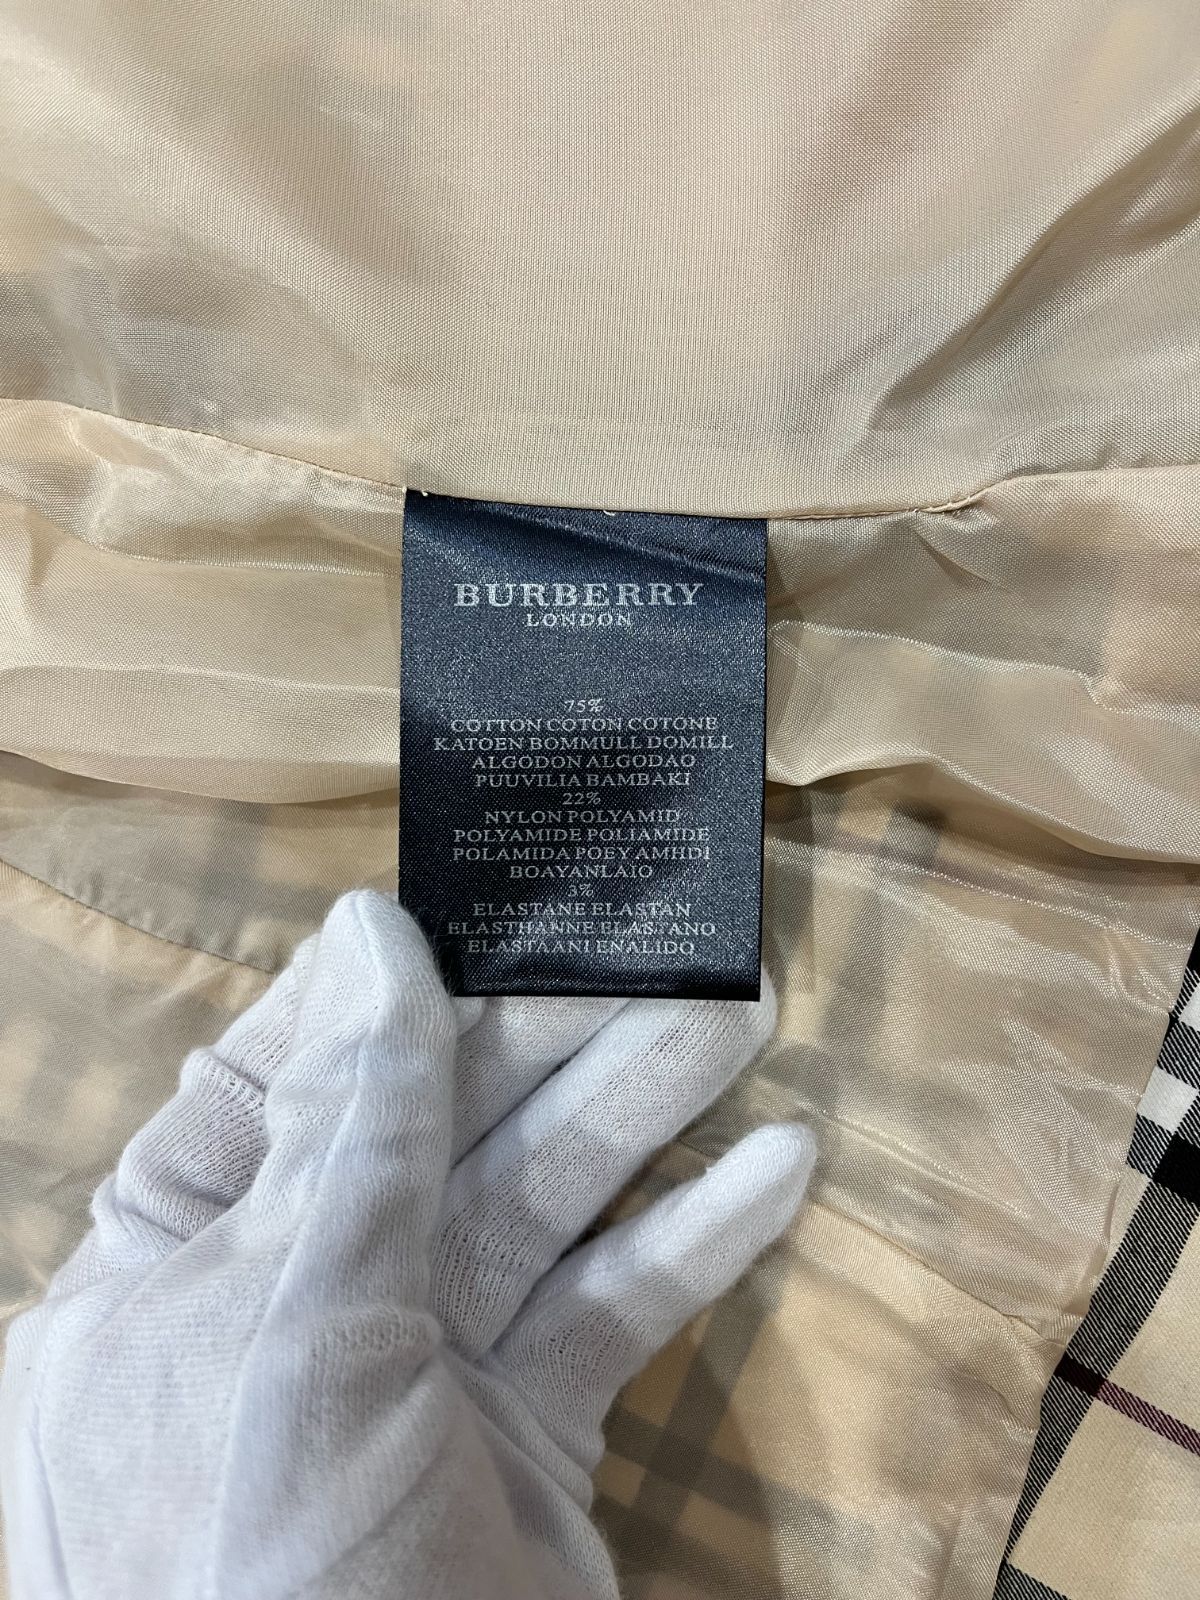 BURBERRY
LONDON
75%
COTTON COTON COTONE
KATOEN BOMMULL DOMILL
ALGODON ALGODAO
PUUVILIA BAMBAKI
22%
NYLON POLYAMID
POLYAMIDE POLIAMIDE
POLAMIDA POEY AMHDI
BOAYANLAIO
3%
ELASTANE ELASTAN
ELASTHANNE ELASTANO
ELASTAANI ENALIDO